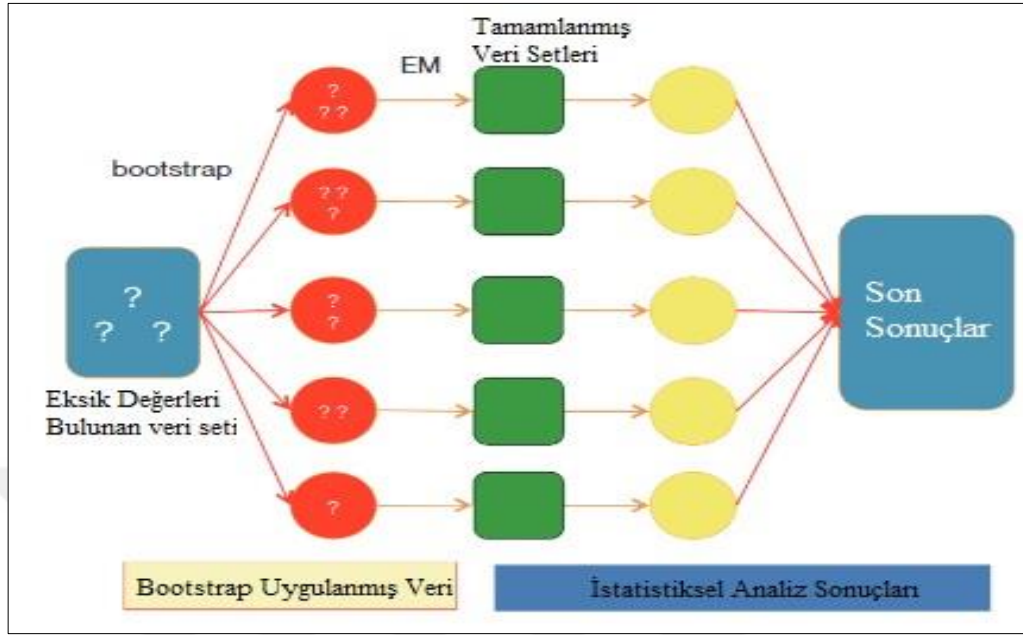 Tamamlanmış
Veri Setleri
EM
?
? ?
bootstrap
? ?
?
?
? ?
?
?
Son
Sonuçlar
Eksik Değerleri
Bulunan veri seti
? ?
?
Bootstrap Uygulanmış Veri
İstatistiksel Analiz Sonuçları